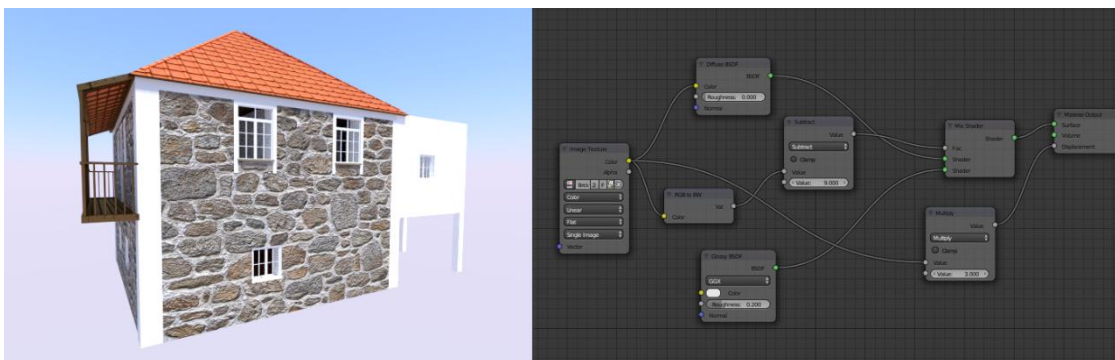 Diffuse BSDF
BSDF
Color
Roughness: 0.000
Normal
Image Texture
Color
Alpha
Bric
2
F
Color
Linear
Flat
Single Image
Vector
RGB to BW
Val
Color
Glossy BSDF
BSDF
GGX
Color
Roughness: 0.200
Normal
Subtract
Value
Subtract
Clamp
Value
Value: 9.000
Mix Shader
Shader
Fac
Shader
Shader
Multiply
Value
Multiply
Clamp
Value
Value: 3.000
Material Output
Surface
Volume
Displacement